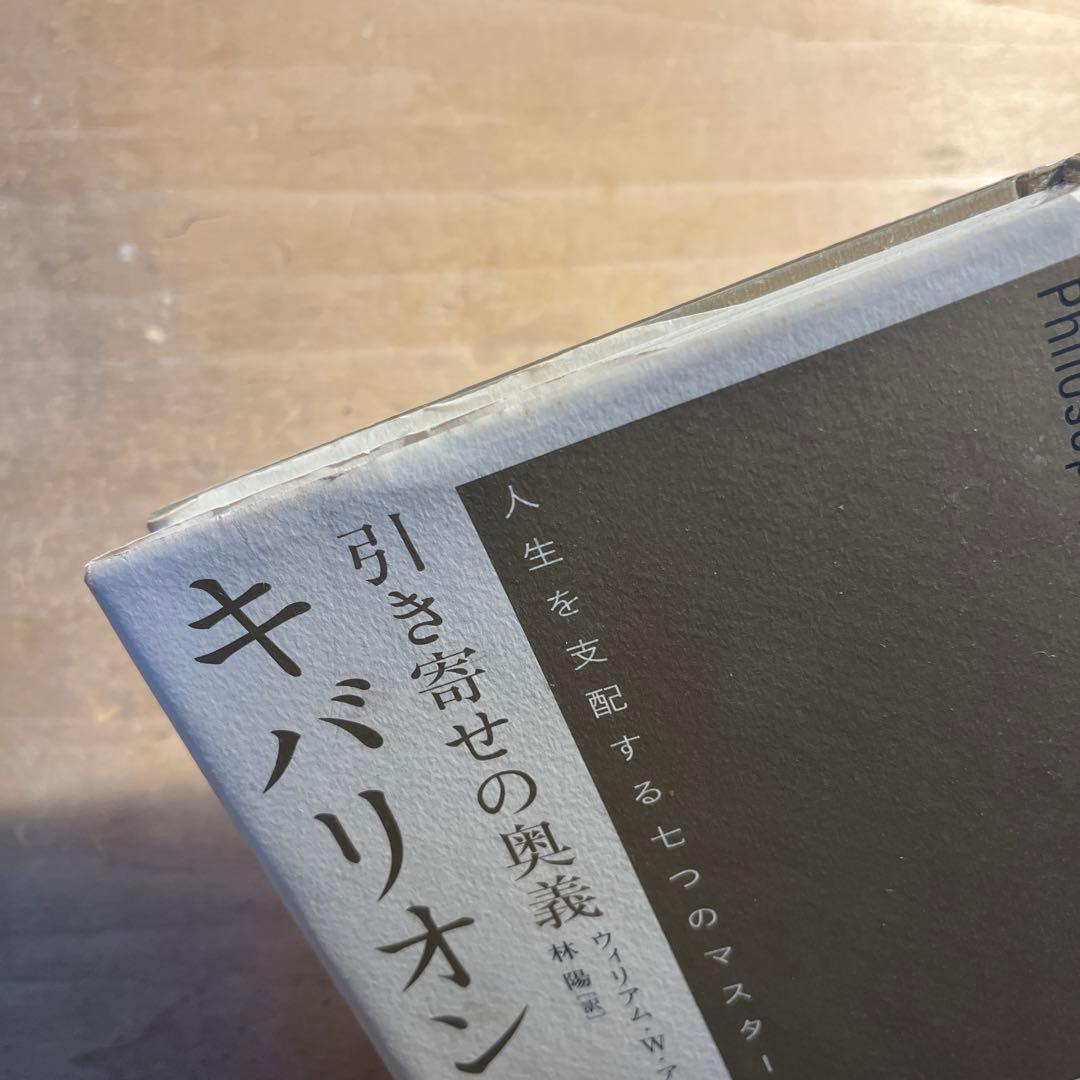 Philosop
人生を支配する七つのマスター
引き寄せの奥義
キバリオン
ウィリアム・W・ア
林陽[訳]